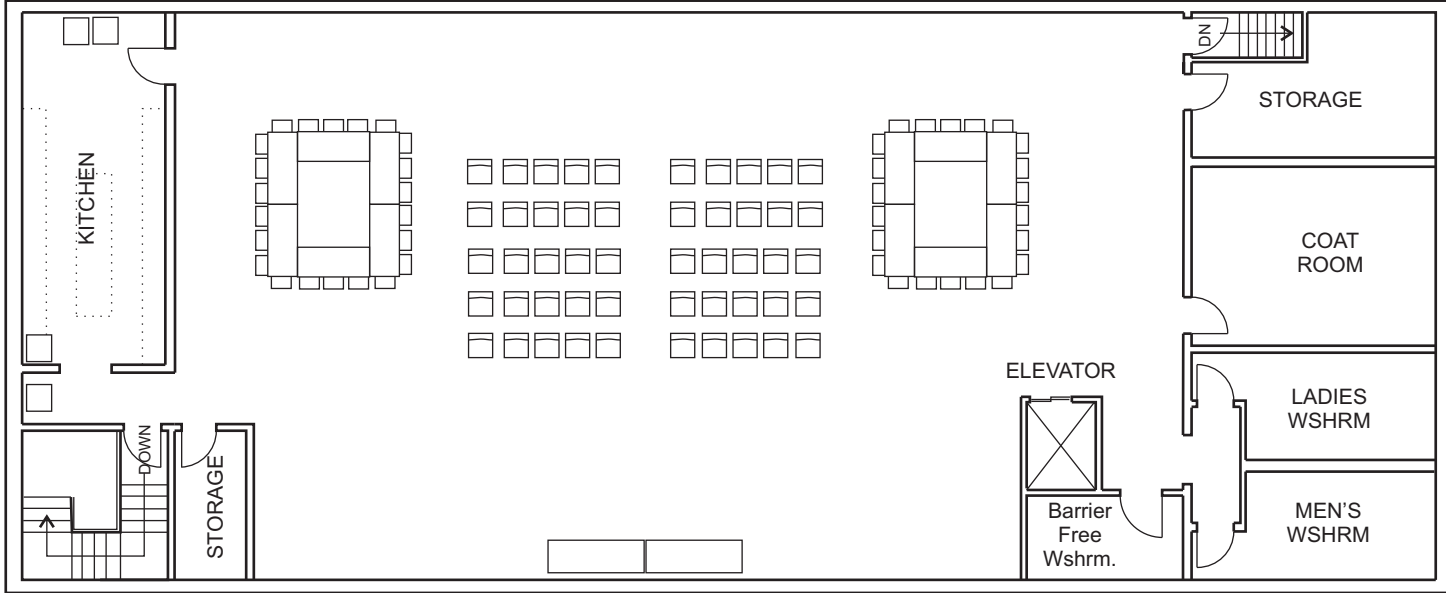 DN
STORAGE
KITCHEN
COAT
ROOM
ELEVATOR
LADIES
WSHRM
DOWN
STORAGE
Barrier
Free
Wshrm.
MEN'S
WSHRM